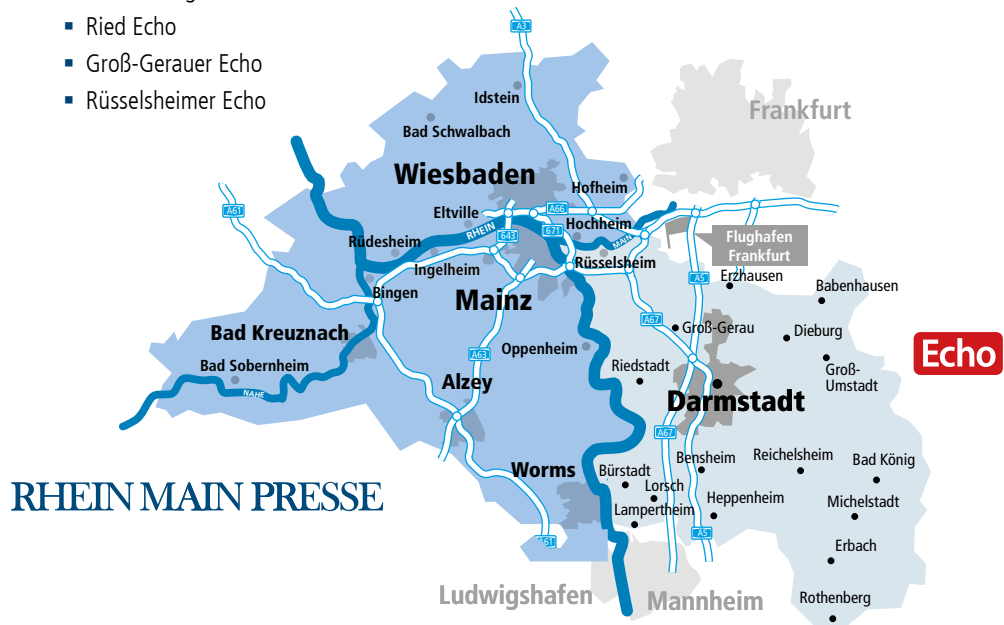 ▪ Ried Echo
▪ Groß-Gerauer Echo
▪ Rüsselsheimer Echo
A3
Idstein
Frankfurt
Bad Schwalbach
Wiesbaden
Hofheim
A61
Eltville
A66
Hochheim
RHEIN
643
671
MAIN
Rüdesheim
Flughafen
Frankfurt
Ingelheim
Rüsselsheim
A5
Erzhausen
Bingen
Babenhausen
Mainz
A67
Groß-Gerau
Dieburg
Bad Kreuznach
Oppenheim
Echo
A63
Bad Sobernheim
Riedstadt
Groß-
Umstadt
NAHE
Alzey
Darmstadt
A67
Worms
Bürstadt
Bensheim
Reichelsheim
Bad König
RHEIN MAIN PRESSE
Lorsch
Heppenheim
Michelstadt
Lampertheim
A61
A5
Erbach
Ludwigshafen
Mannheim
Rothenberg